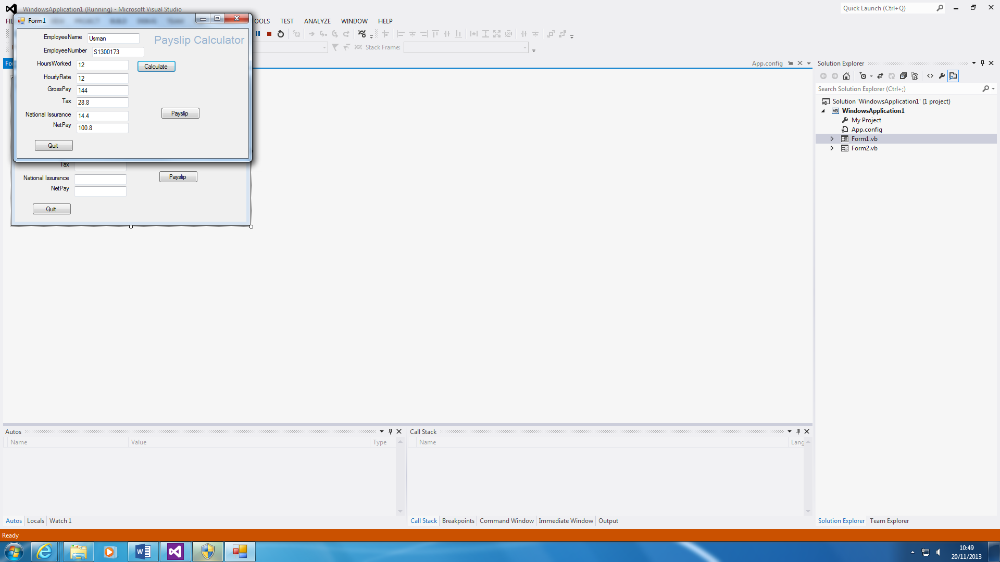 WindowsApplication1 (Running) - Microsoft Visual Studio
Quick Launch (Ctrl+Q)
TEST ANALYZE WINDOW HELP
Form1
EmployeeName Usman
Payslip Calculator
EmployeeNumber S1300173
HoursWorked 12
Calculate
HourlyRate 12
GrossPay 144
Tax 28.8
National Issurance 14.4
Payslip
NetPay 100.8
Quit
Tax
National Issurance
Payslip
NetPay
Quit
Stack Frame:
App.config
Solution Explorer
Search Solution Explorer (Ctrl+;)
Solution 'WindowsApplication1' (1 project)
VB WindowsApplication1
My Project
App.config
Form1.vb
Form2.vb
Autos
Name Value Type
Call Stack
Name Lang
Autos Locals Watch 1
Call Stack Breakpoints Command Window Immediate Window Output
Solution Explorer Team Explorer
Ready
10:49
20/11/2013